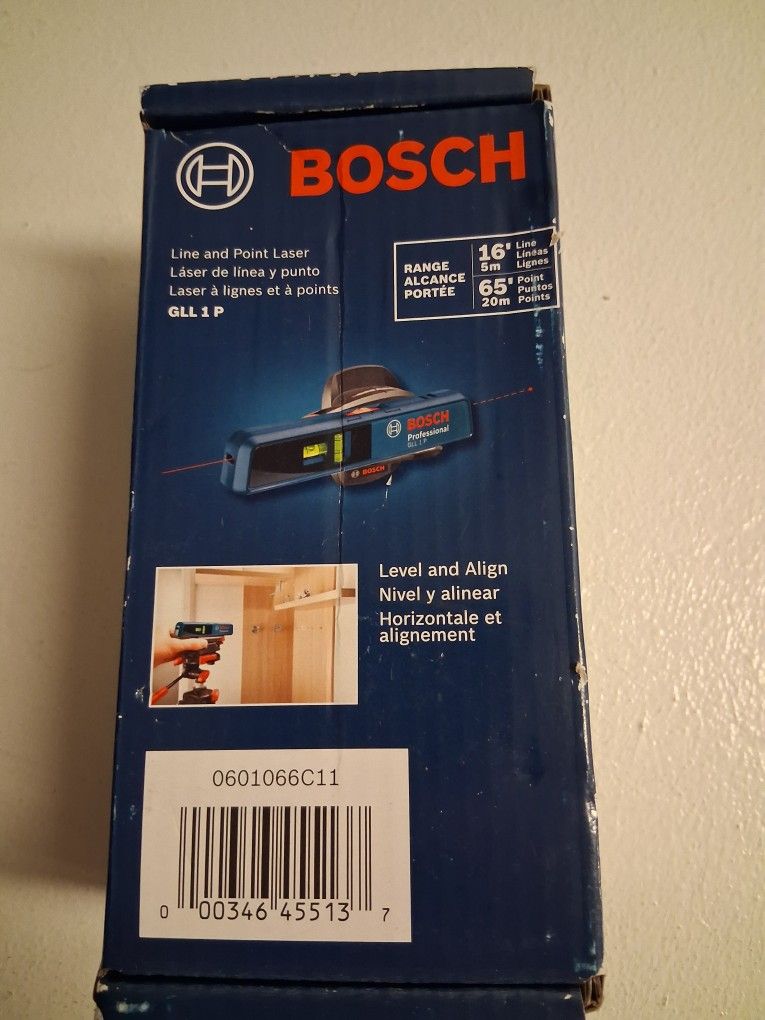 BOSCH
Line and Point Laser
Láser de línea y punto
Laser à lignes et à points
GLL 1 P
RANGE
ALCANCE
PORTÉE
16' Line
Líneas
5m Lignes
65' Point
Puntos
20m Points
BOSCH
Professional
GLL 1 P
BOSCH
Level and Align
Nivel y alinear
Horizontale et
alignement
0601066C11
0 00346 45513 7